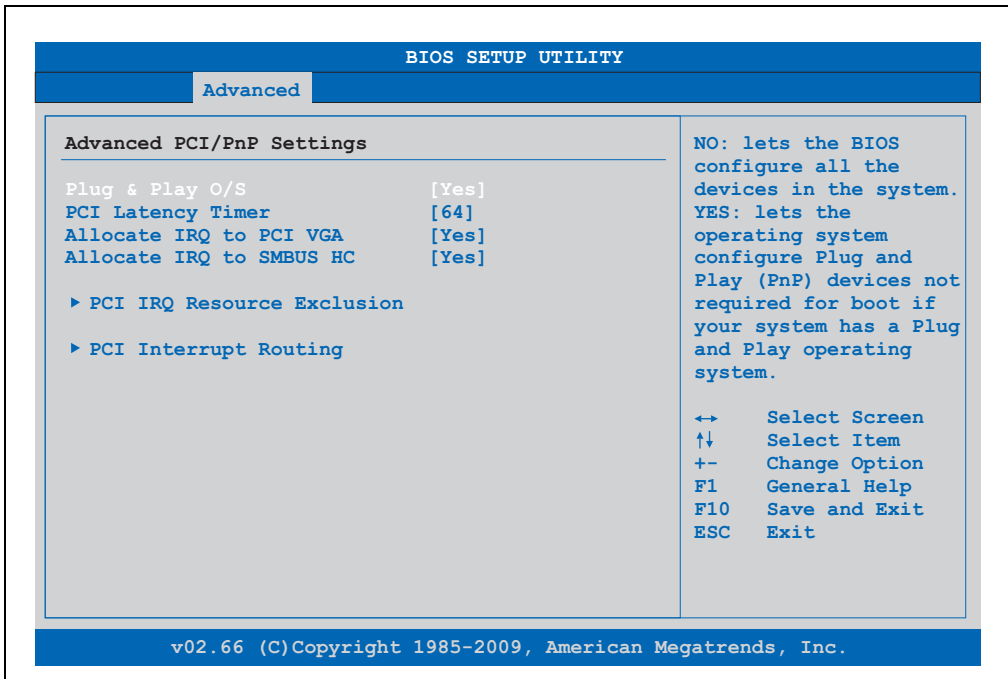 BIOS SETUP UTILITY
Advanced
Advanced PCI/PnP Settings
Plug & Play O/S [Yes]
PCI Latency Timer [64]
Allocate IRQ to PCI VGA [Yes]
Allocate IRQ to SMBUS HC [Yes]
▶ PCI IRQ Resource Exclusion
▶ PCI Interrupt Routing
NO: lets the BIOS
configure all the
devices in the system.
YES: lets the
operating system
configure Plug and
Play (PnP) devices not
required for boot if
your system has a Plug
and Play operating
system.
↔ Select Screen
↑↓ Select Item
+- Change Option
F1 General Help
F10 Save and Exit
ESC Exit
v02.66 (C)Copyright 1985-2009, American Megatrends, Inc.